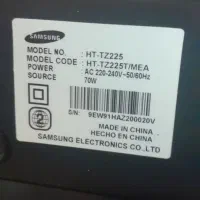 SAMSUNG
MODEL NO. : HT-TZ225
MODEL CODE : HT-TZ225T/MEA
POWER : AC 220-240V~50/60Hz
SOURCE 70W
S/N: 9EW91HAZ200020V
MADE IN CHINA
HECHO EN CHINA
SAMSUNG ELECTRONICS CO.,LTD